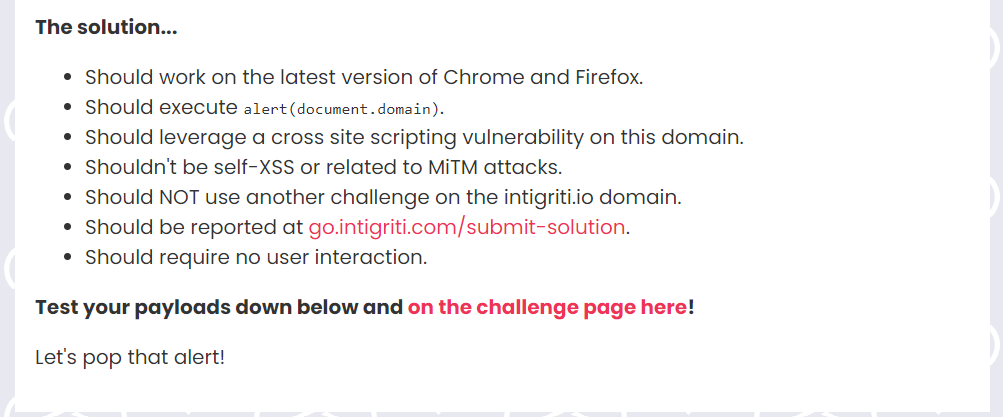 The solution...
Should work on the latest version of Chrome and Firefox.
Should execute alert(document.domain).
Should leverage a cross site scripting vulnerability on this domain.
Shouldn't be self-XSS or related to MiTM attacks.
Should NOT use another challenge on the intigriti.io domain.
Should be reported at go.intigriti.com/submit-solution.
Should require no user interaction.
Test your payloads down below and on the challenge page here!
Let's pop that alert!